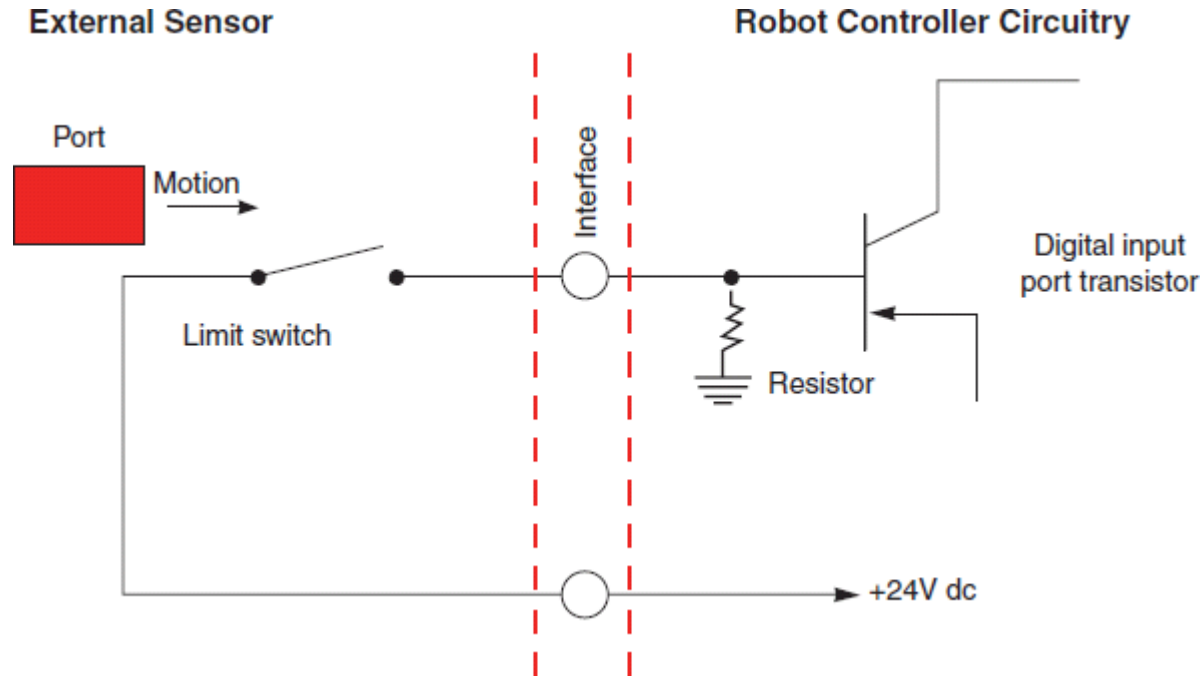 External Sensor
Robot Controller Circuitry
Port
Motion
Interface
Limit switch
Digital input
port transistor
Resistor
+24V dc